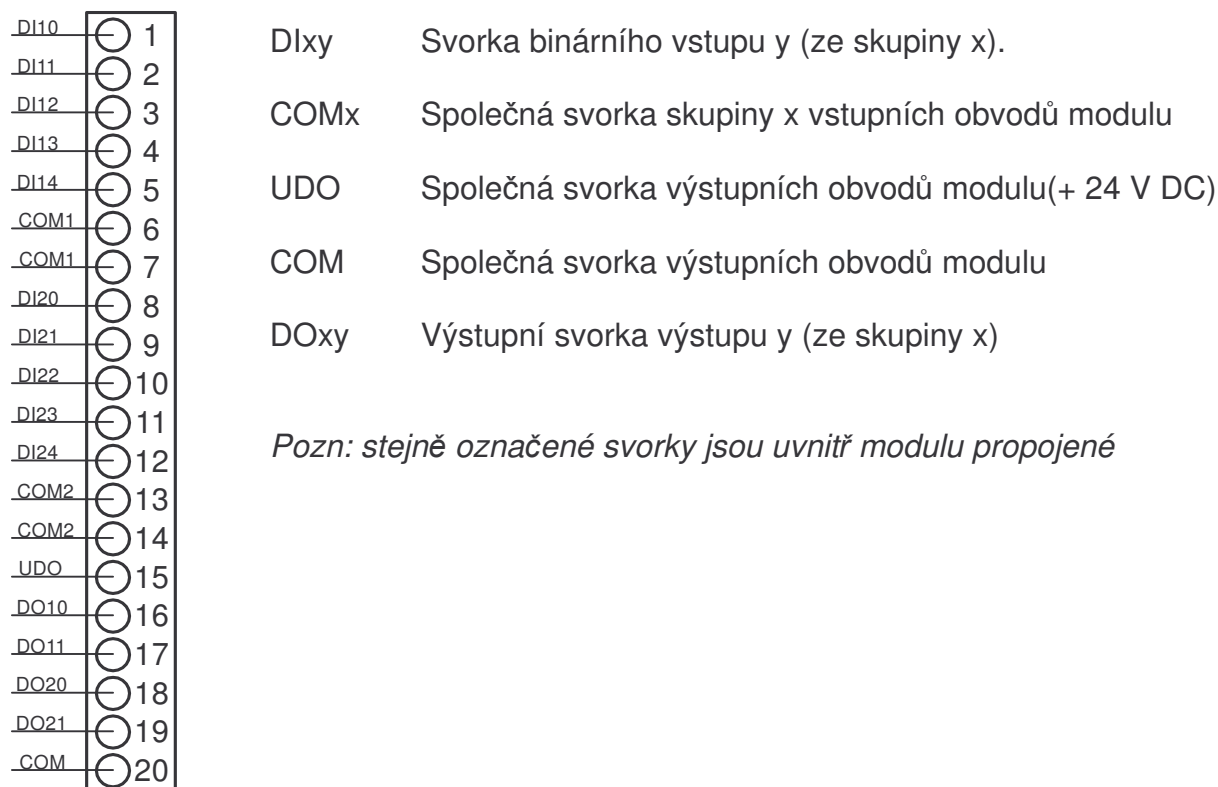 DI10 1
DI11 2
DI12 3
DI13 4
DI14 5
COM1 6
COM1 7
DI20 8
DI21 9
DI22 10
DI23 11
DI24 12
COM2 13
COM2 14
UDO 15
DO10 16
DO11 17
DO20 18
DO21 19
COM 20
DIxy Svorka binárního vstupu y (ze skupiny x).
COMx Společná svorka skupiny x vstupních obvodů modulu
UDO Společná svorka výstupních obvodů modulu(+ 24 V DC)
COM Společná svorka výstupních obvodů modulu
DOxy Výstupní svorka výstupu y (ze skupiny x)
Pozn: stejně označené svorky jsou uvnitř modulu propojené